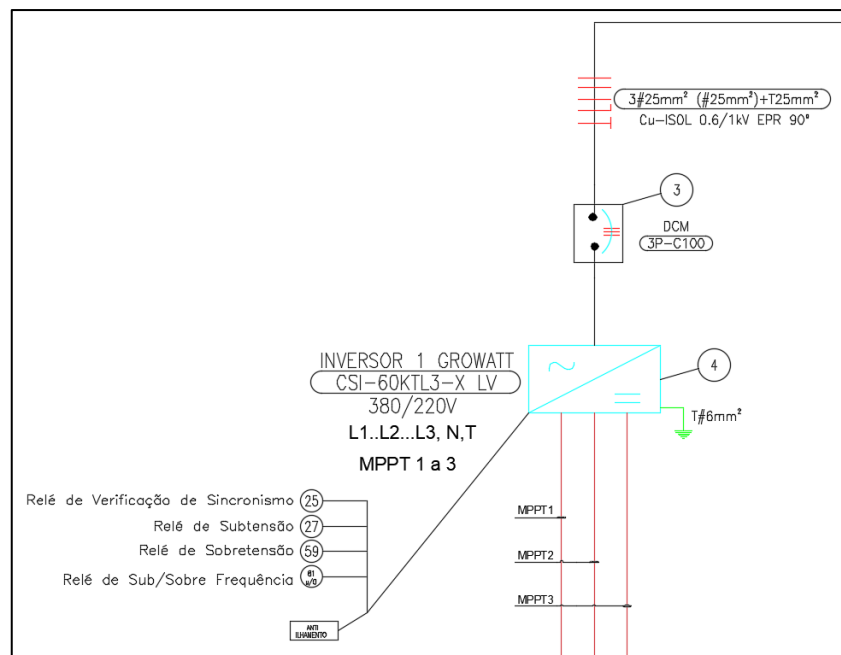 3#25mm² (#25mm²)+T25mm²
Cu-ISOL 0.6/1kV EPR 90°
3
DCM
3P-C100
INVERSOR 1 GROWATT
CSI-60KTL3-X LV
380/220V
L1..L2...L3, N,T
MPPT 1 a 3
4
T#6mm²
Relé de Verificação de Sincronismo 25
Relé de Subtensão 27
Relé de Sobretensão 59
Relé de Sub/Sobre Frequência 81
u/o
ANTI
ILHAMENTO
MPPT1
MPPT2
MPPT3